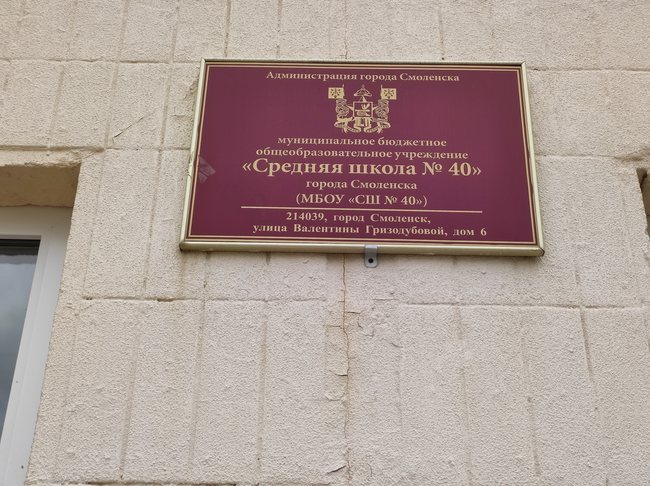 Администрация города Смоленска
муниципальное бюджетное
общеобразовательное учреждение
«Средняя школа № 40»
города Смоленска
(МБОУ «СШ № 40»)
214039, город Смоленск,
улица Валентины Гризодубовой, дом 6